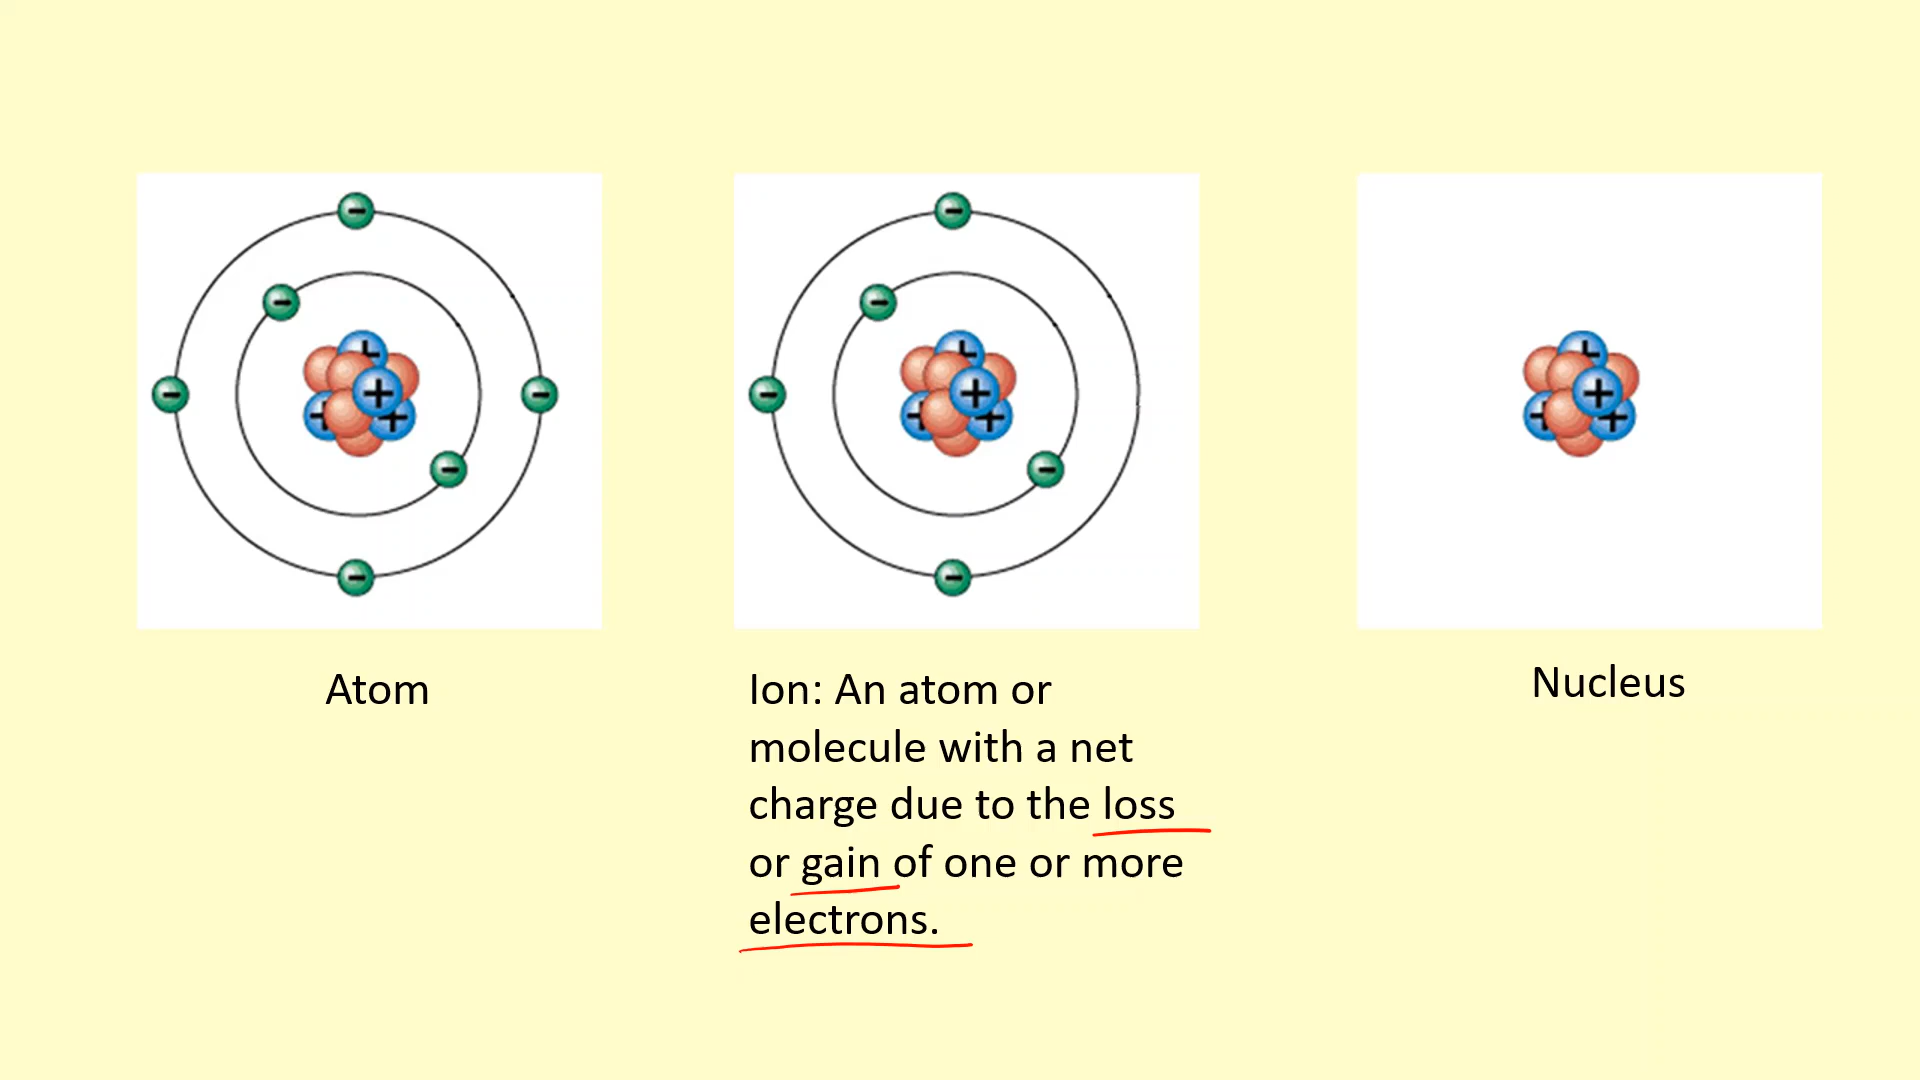 Atom
Ion: An atom or
molecule with a net
charge due to the loss
or gain of one or more
electrons.
Nucleus